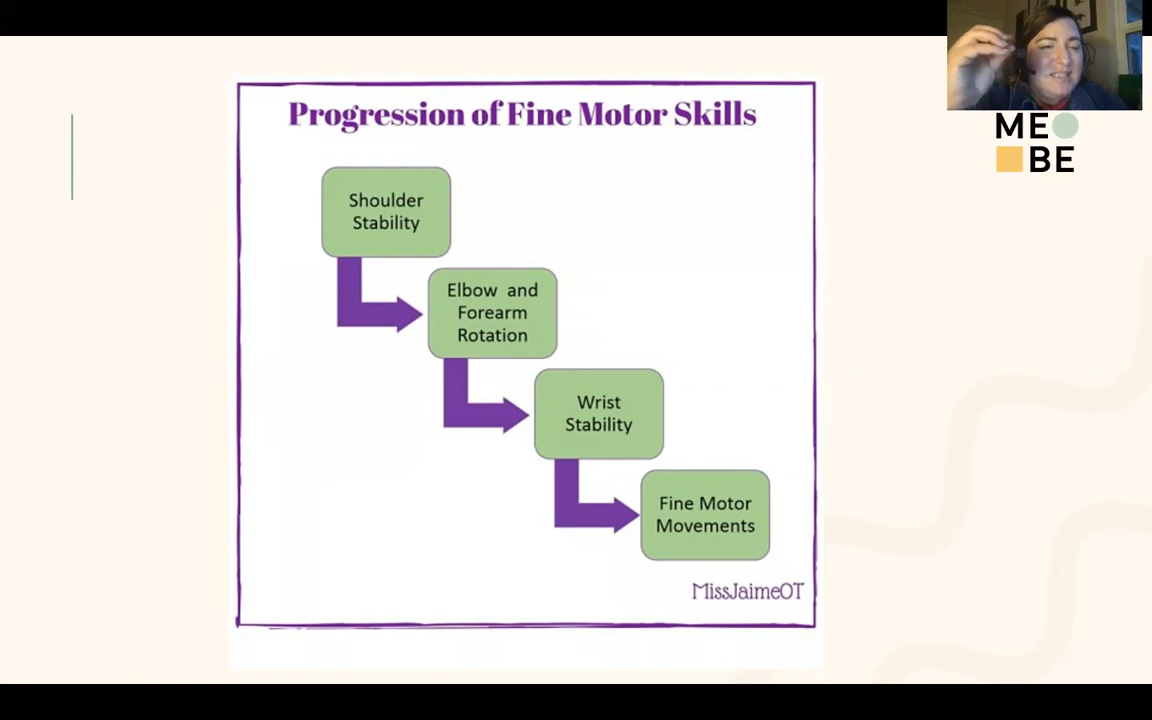 Progression of Fine Motor Skills
Shoulder
Stability
Elbow and
Forearm
Rotation
Wrist
Stability
Fine Motor
Movements
MissJaimeOT
ME
BE